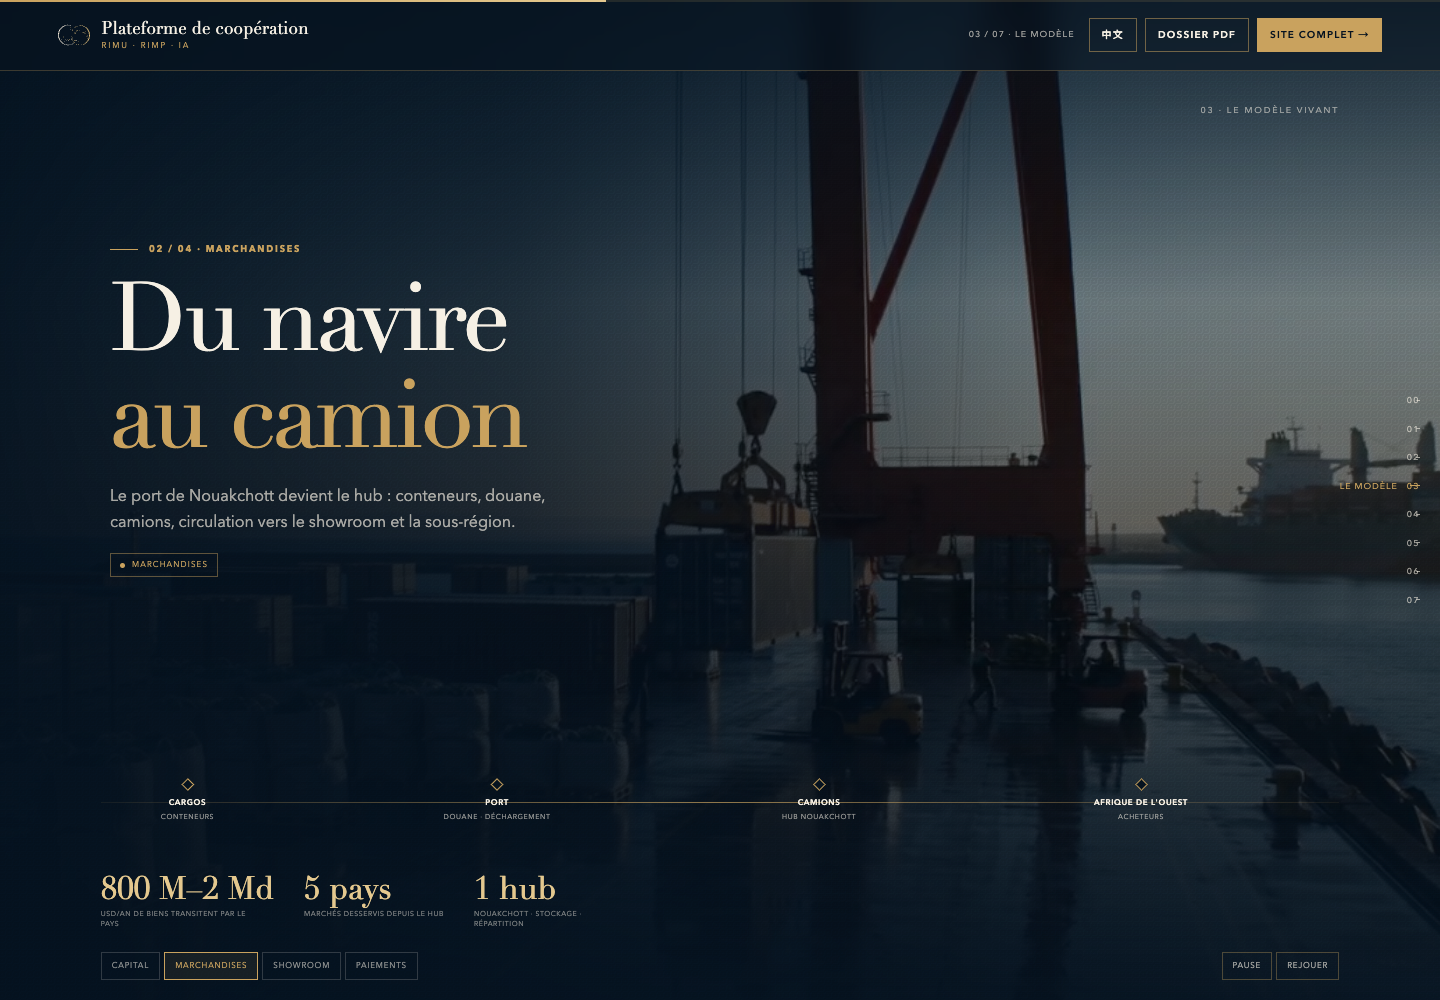 Plateforme de coopération
RIMU · RIMP · IA
03 / 07 · LE MODÈLE
中文
DOSSIER PDF
SITE COMPLET →
03 · LE MODÈLE VIVANT
02 / 04 · MARCHANDISES
Du navire
au camion
Le port de Nouakchott devient le hub : conteneurs, douane,
camions, circulation vers le showroom et la sous-région.
MARCHANDISES
00
01
02
LE MODÈLE 03
04
05
06
07
CARGOS
CONTENEURS
PORT
DOUANE · DÉCHARGEMENT
CAMIONS
HUB NOUAKCHOTT
AFRIQUE DE L'OUEST
ACHETEURS
800 M–2 Md
USD/AN DE BIENS TRANSITENT PAR LE
PAYS
5 pays
MARCHÉS DESSERVIS DEPUIS LE HUB
1 hub
NOUAKCHOTT · STOCKAGE ·
RÉPARTITION
CAPITAL
MARCHANDISES
SHOWROOM
PAIEMENTS
PAUSE
REJOUER